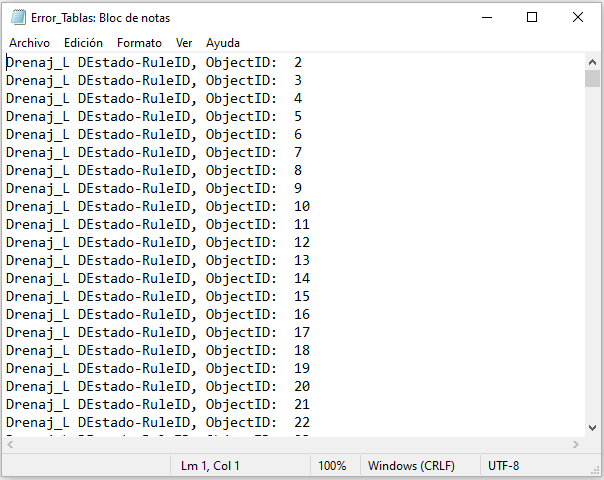 Error_Tablas: Bloc de notas
Archivo Edición Formato Ver Ayuda
Drenaj_L DEstado-RuleID, ObjectID:  2
Drenaj_L DEstado-RuleID, ObjectID:  3
Drenaj_L DEstado-RuleID, ObjectID:  4
Drenaj_L DEstado-RuleID, ObjectID:  5
Drenaj_L DEstado-RuleID, ObjectID:  6
Drenaj_L DEstado-RuleID, ObjectID:  7
Drenaj_L DEstado-RuleID, ObjectID:  8
Drenaj_L DEstado-RuleID, ObjectID:  9
Drenaj_L DEstado-RuleID, ObjectID:  10
Drenaj_L DEstado-RuleID, ObjectID:  11
Drenaj_L DEstado-RuleID, ObjectID:  12
Drenaj_L DEstado-RuleID, ObjectID:  13
Drenaj_L DEstado-RuleID, ObjectID:  14
Drenaj_L DEstado-RuleID, ObjectID:  15
Drenaj_L DEstado-RuleID, ObjectID:  16
Drenaj_L DEstado-RuleID, ObjectID:  17
Drenaj_L DEstado-RuleID, ObjectID:  18
Drenaj_L DEstado-RuleID, ObjectID:  19
Drenaj_L DEstado-RuleID, ObjectID:  20
Drenaj_L DEstado-RuleID, ObjectID:  21
Drenaj_L DEstado-RuleID, ObjectID:  22
Lm 1, Col 1 100% Windows (CRLF) UTF-8